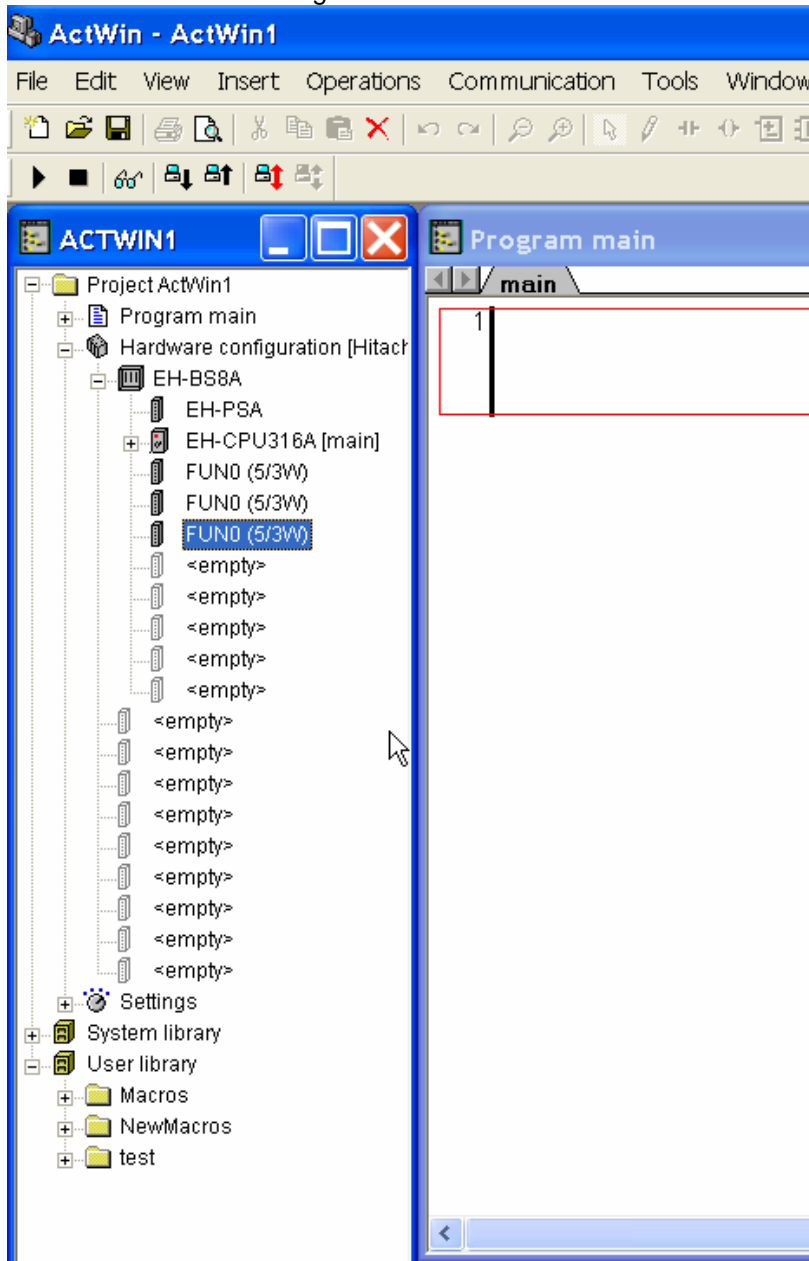 ActWin - ActWin1
File Edit View Insert Operations Communication Tools Window
ACTWIN1
Program main
main
1
Project ActWin1
Program main
Hardware configuration [Hitach
EH-BS8A
EH-PSA
EH-CPU316A [main]
FUN0 (5/3W)
FUN0 (5/3W)
FUN0 (5/3W)
<empty>
<empty>
<empty>
<empty>
<empty>
<empty>
<empty>
<empty>
<empty>
<empty>
<empty>
<empty>
<empty>
<empty>
Settings
System library
User library
Macros
NewMacros
test